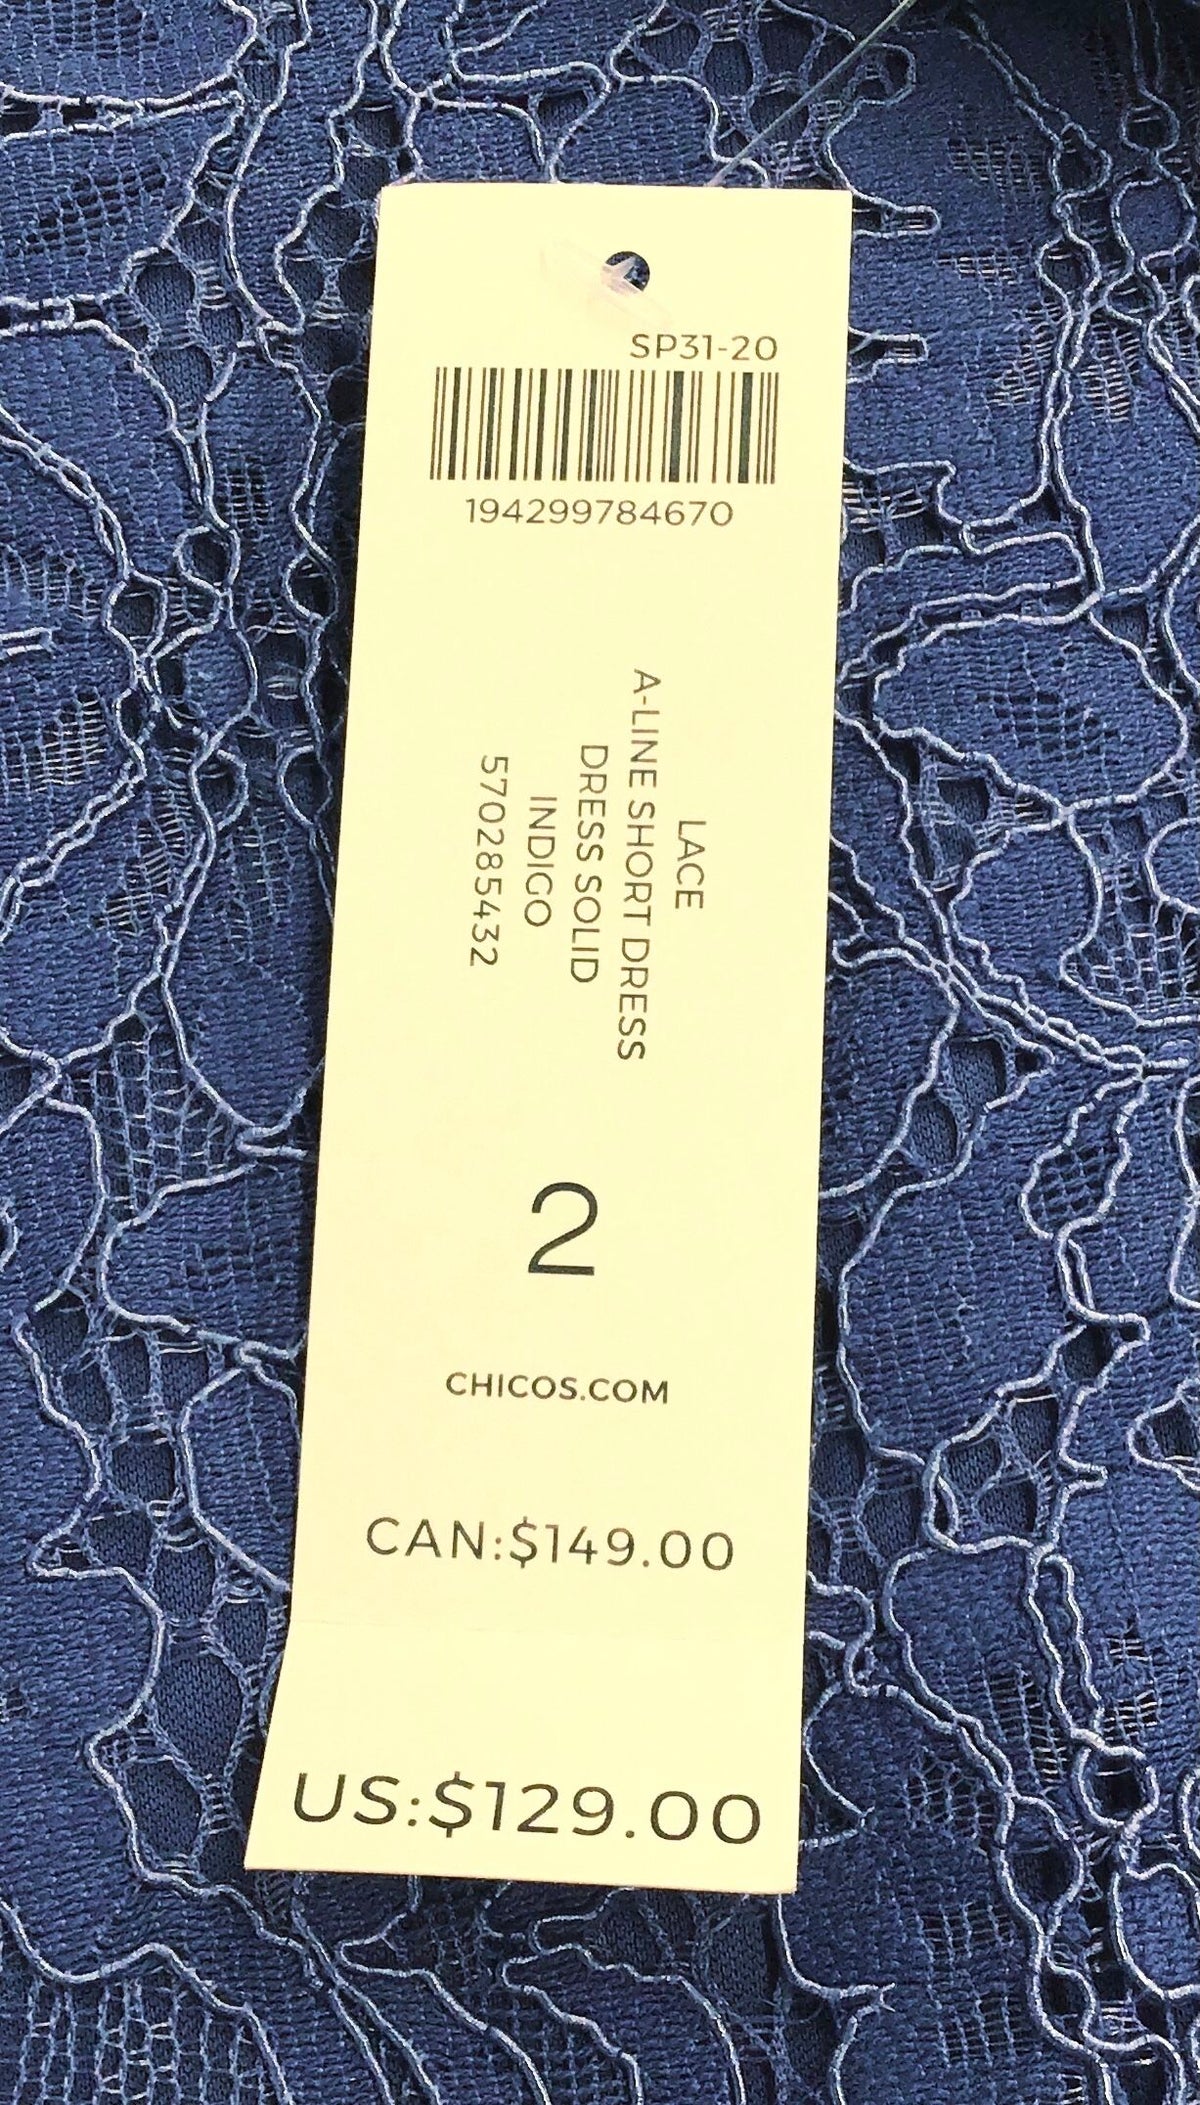 SP31-20
194299784670
LACE
A-LINE SHORT DRESS
DRESS SOLID
INDIGO
570285432
2
CHICOS.COM
CAN:$149.00
US:$129.00